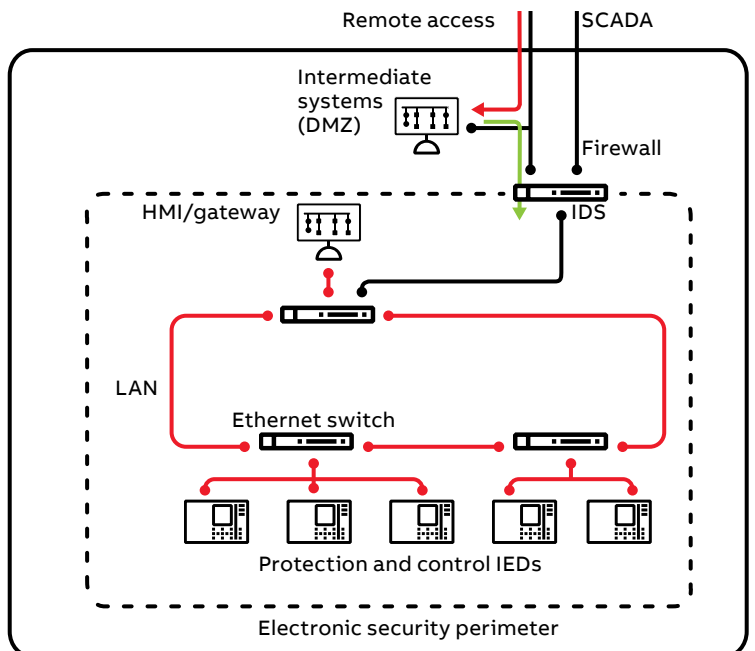 Remote access
SCADA
Intermediate
systems
(DMZ)
Firewall
HMI/gateway
IDS
LAN
Ethernet switch
Protection and control IEDs
Electronic security perimeter